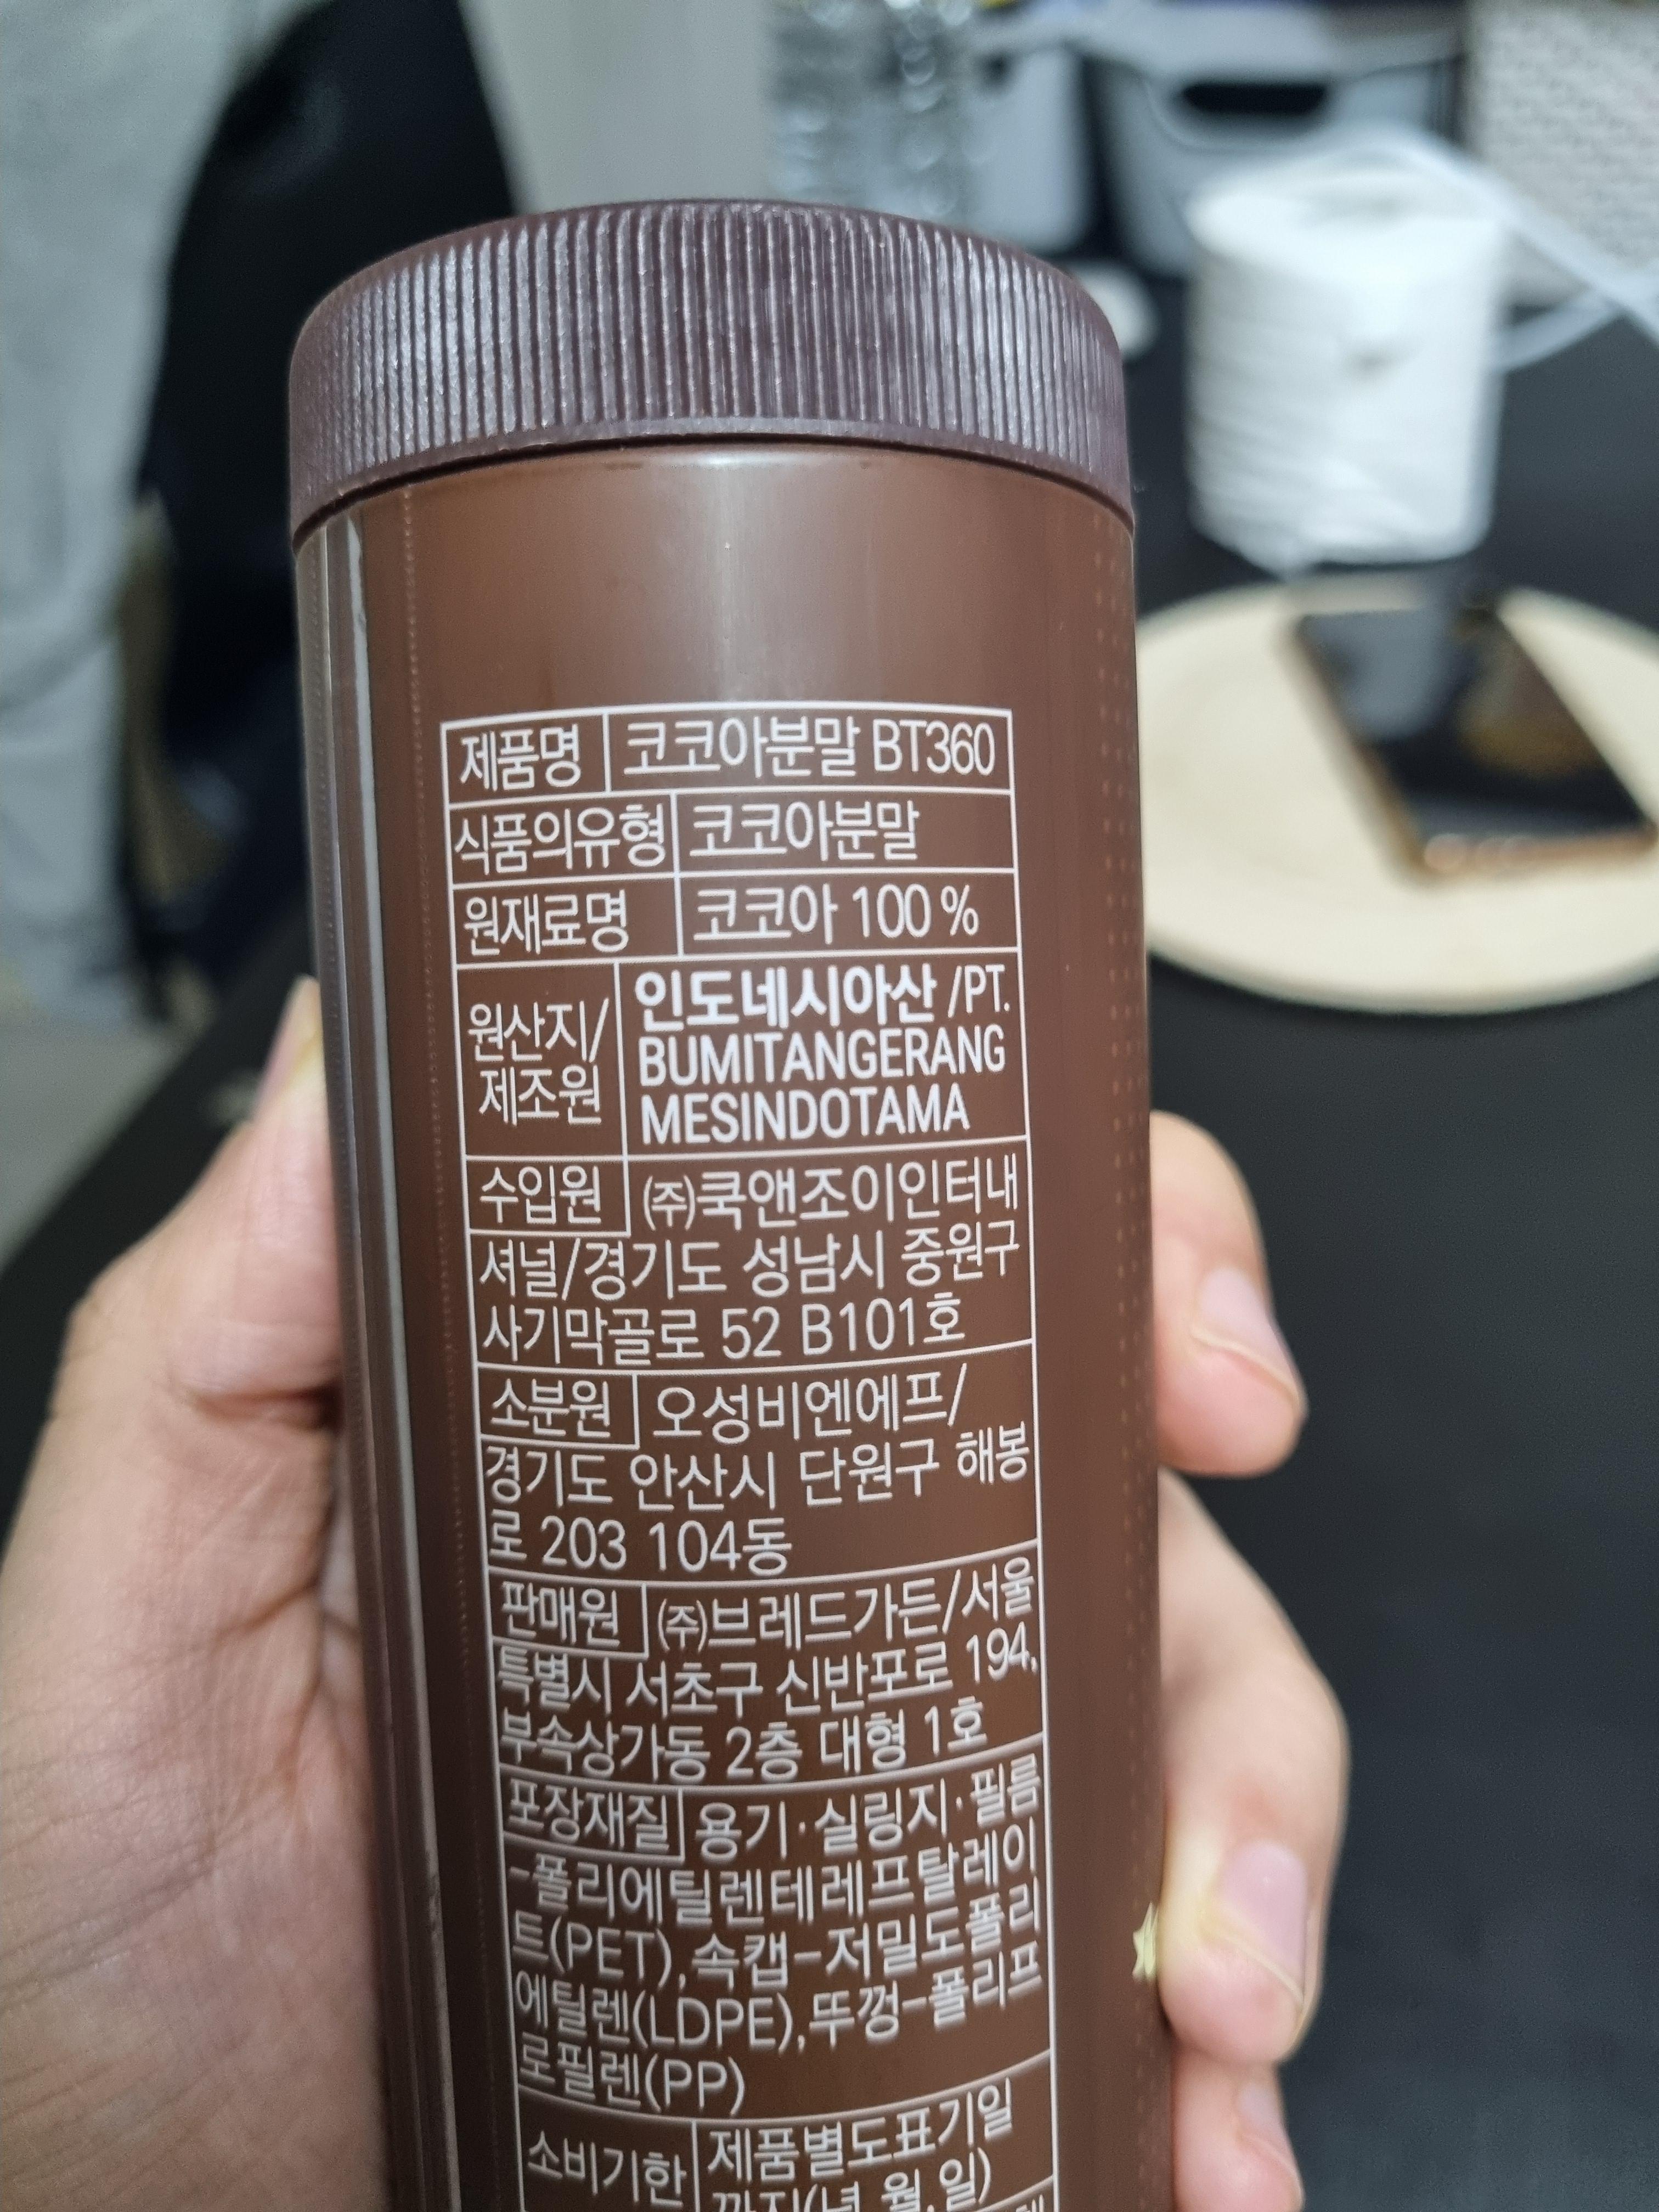 제품명 코코아분말 BT360
식품의유형 코코아분말
원재료명 코코아 100 %
원산지/
제조원
인도네시아산 /PT.
BUMITANGERANG
MESINDOTAMA
수입원 ㈜쿡앤조이인터내
셔널/경기도 성남시 중원구
사기막골로 52 B101호
소분원 오성비엔에프/
경기도 안산시 단원구 해봉
로 203 104동
판매원 ㈜브레드가든/서울
특별시 서초구 신반포로 194,
부속상가동 2층 대형 1호
포장재질 용기·실링지·필름
-폴리에틸렌테레프탈레이
트(PET),속캡-저밀도폴리
에틸렌(LDPE),뚜껑-폴리프
로필렌(PP)
소비기한 제품별도표기일
까지(년,월,일)